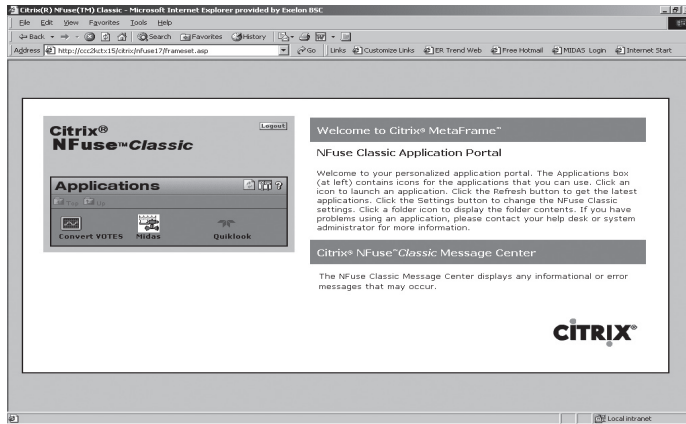 Citrix(R) NFuse(TM) Classic - Microsoft Internet Explorer provided by Exelon BSC
File Edit View Favorites Tools Help
Back Search Favorites History
Address http://ccc2kctx15/citrix/nfuse17/frameset.asp Go Links Customize Links ER Trend Web Free Hotmail MIDAS Login Internet Start
Citrix®
NFuse™Classic
Logout
Applications
?
Top Up
Convert VOTES Midas Quiklook
Welcome to Citrix® MetaFrame™
NFuse Classic Application Portal
Welcome to your personalized application portal. The Applications box
(at left) contains icons for the applications that you can use. Click an
icon to launch an application. Click the Refresh button to get the latest
applications. Click the Settings button to change the NFuse Classic
settings. Click a folder icon to display the folder contents. If you have
problems using an application, please contact your help desk or system
administrator for more information.
Citrix® NFuse™Classic Message Center
The NFuse Classic Message Center displays any informational or error
messages that may occur.
CITRIX®
Local intranet